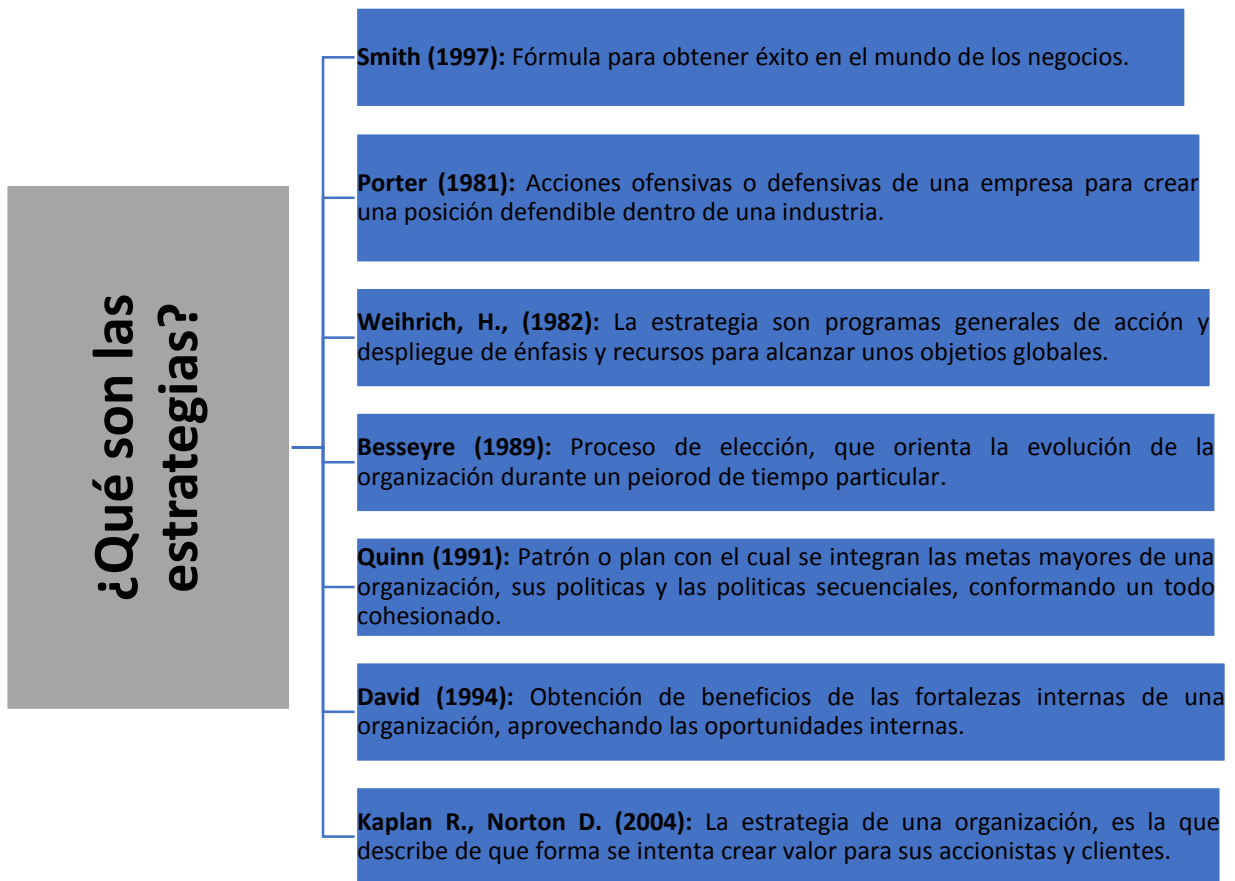 ¿Qué son las
estrategias?
Smith (1997): Fórmula para obtener éxito en el mundo de los negocios.
Porter (1981): Acciones ofensivas o defensivas de una empresa para crear
una posición defendible dentro de una industria.
Weihrich, H., (1982): La estrategia son programas generales de acción y
despliegue de énfasis y recursos para alcanzar unos objetios globales.
Besseyre (1989): Proceso de elección, que orienta la evolución de la
organización durante un peiorod de tiempo particular.
Quinn (1991): Patrón o plan con el cual se integran las metas mayores de una
organización, sus politicas y las politicas secuenciales, conformando un todo
cohesionado.
David (1994): Obtención de beneficios de las fortalezas internas de una
organización, aprovechando las oportunidades internas.
Kaplan R., Norton D. (2004): La estrategia de una organización, es la que
describe de que forma se intenta crear valor para sus accionistas y clientes.